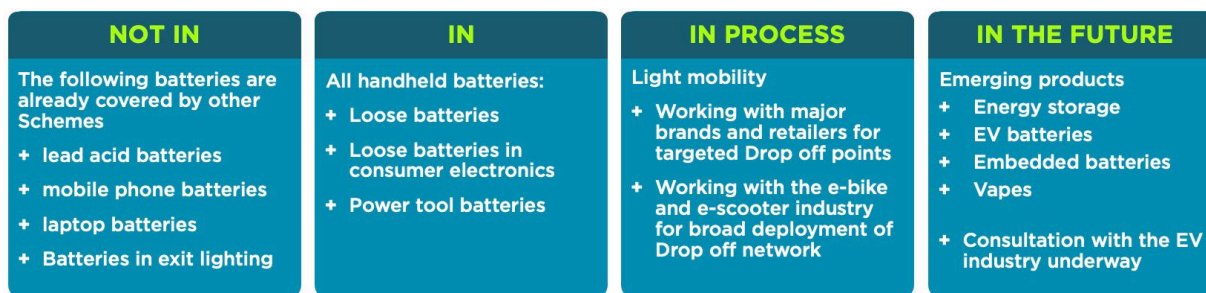 NOT IN
The following batteries are
already covered by other
Schemes
+ lead acid batteries
+ mobile phone batteries
+ laptop batteries
+ Batteries in exit lighting
IN
All handheld batteries:
+ Loose batteries
+ Loose batteries in
consumer electronics
+ Power tool batteries
IN PROCESS
Light mobility
+ Working with major
brands and retailers for
targeted Drop off points
+ Working with the e-bike
and e-scooter industry
for broad deployment of
Drop off network
IN THE FUTURE
Emerging products
+ Energy storage
+ EV batteries
+ Embedded batteries
+ Vapes
+ Consultation with the EV
industry underway